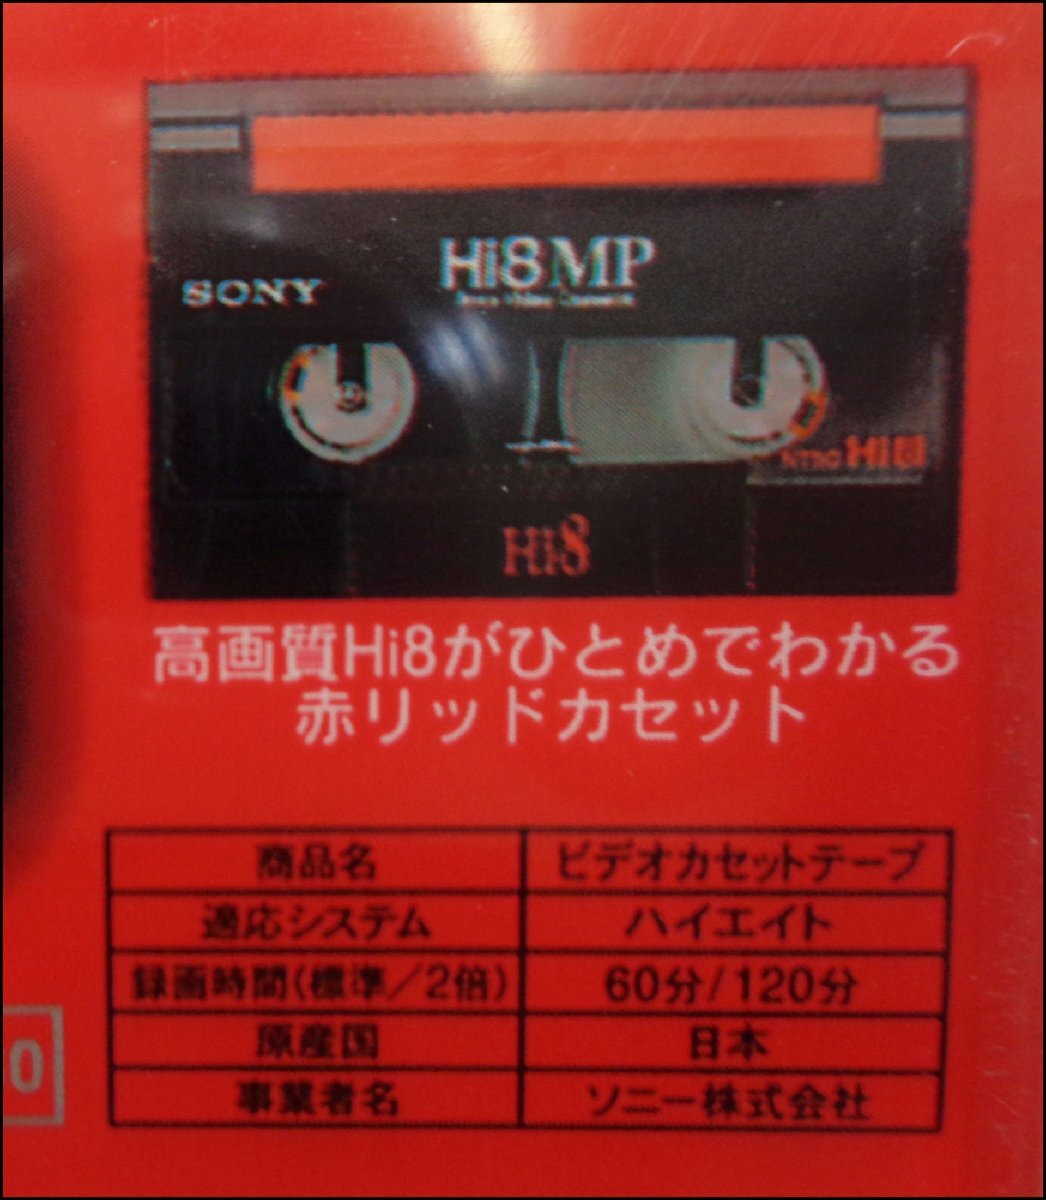 Hi8MP
SONY
NTSC Hi8
Hi8
高画質Hi8がひとめでわかる
赤リッドカセット
商品名 ビデオカセットテープ
適応システム ハイエイト
録画時間(標準/2倍) 60分/120分
原産国 日本
事業者名 ソニー株式会社
0